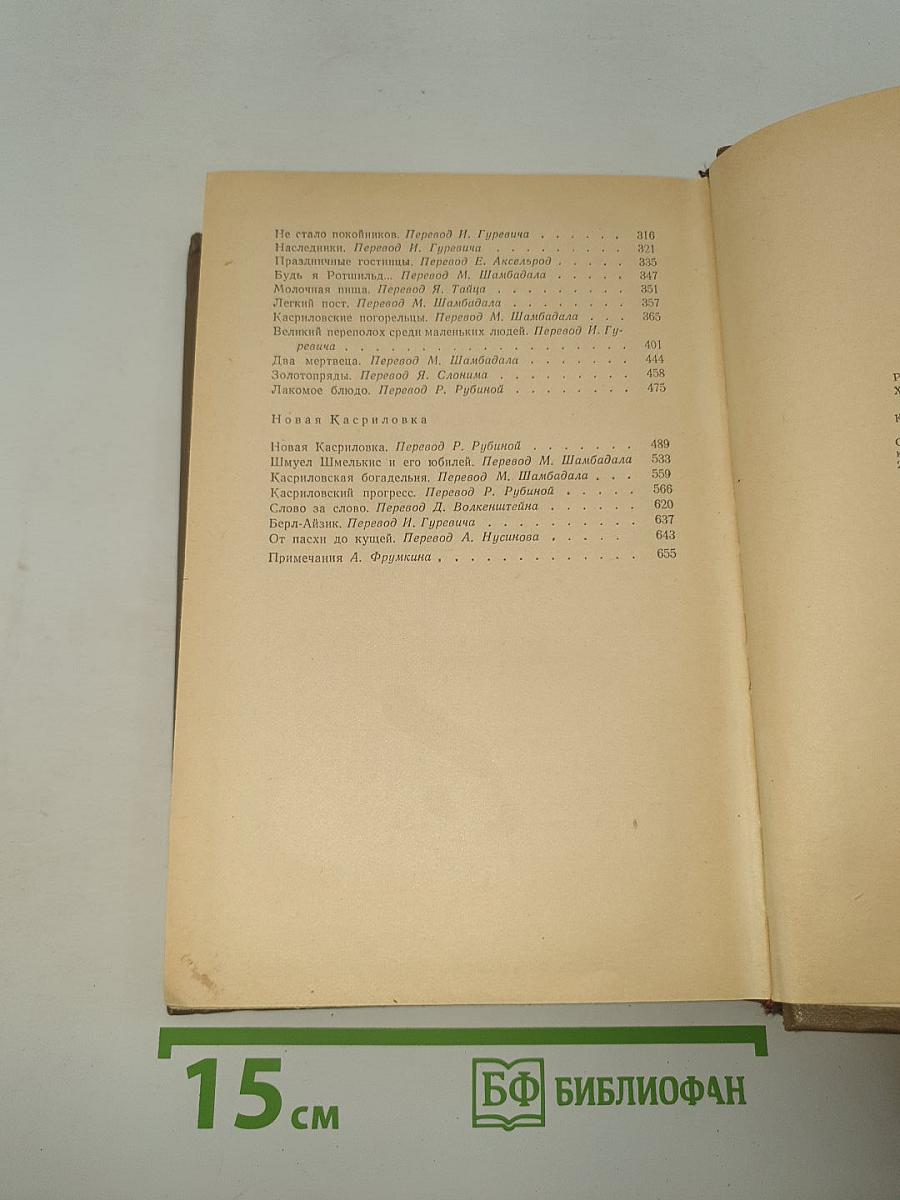 Не стало покойников. Перевод И. Гуревича . . . . . . 316
Наследники. Перевод И. Гуревича . . . . . . . . . 321
Праздничные гостинцы. Перевод Е. Аксельрод . . . . . 335
Будь я Ротшильд... Перевод М. Шамбадала . . . . . 347
Молочная пища. Перевод Я. Тайца . . . . . . . . . 351
Легкий пост. Перевод М. Шамбадала . . . . . . . . 357
Касриловские погорельцы. Перевод М. Шамбадала . . . 365
Великий переполох среди маленьких людей. Перевод И. Гу-
ревича . . . . . . . . . . . . . . . . . . . . 401
Два мертвеца. Перевод М. Шамбадала . . . . . . . 444
Золотопряды. Перевод Я. Слонима . . . . . . . . . 458
Лакомое блюдо. Перевод Р. Рубиной . . . . . . . . 475
Новая Касриловка
Новая Касриловка. Перевод Р. Рубиной . . . . . . . 489
Шмуел Шмелькис и его юбилей. Перевод М. Шамбадала 533
Касриловская богадельня. Перевод М. Шамбадала . . . 559
Касриловский прогресс. Перевод Р. Рубиной . . . . . 566
Слово за слово. Перевод Д. Волкенштейна . . . . . . 620
Берл-Айзик. Перевод И. Гуревича . . . . . . . . . . 637
От пасхи до кущей. Перевод А. Нусинова . . . . . 643
Примечания А. Фрумкина . . . . . . . . . . . . . 655
15 см
БФ БИБЛИОФАН